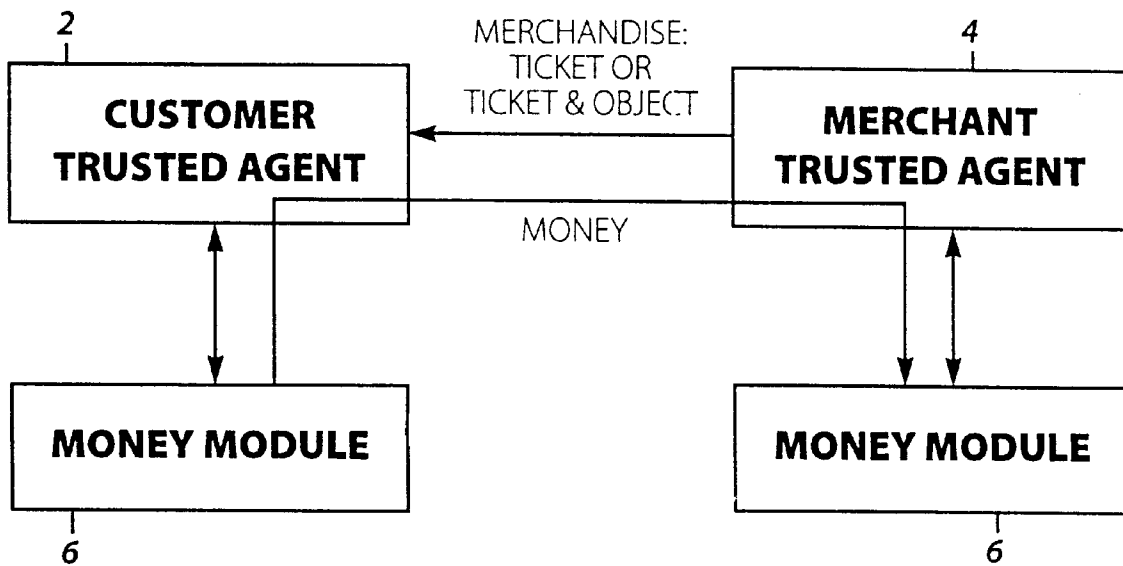 2
MERCHANDISE:
TICKET OR
TICKET & OBJECT
4
CUSTOMER
TRUSTED AGENT
MERCHANT
TRUSTED AGENT
MONEY
MONEY MODULE
MONEY MODULE
6
6